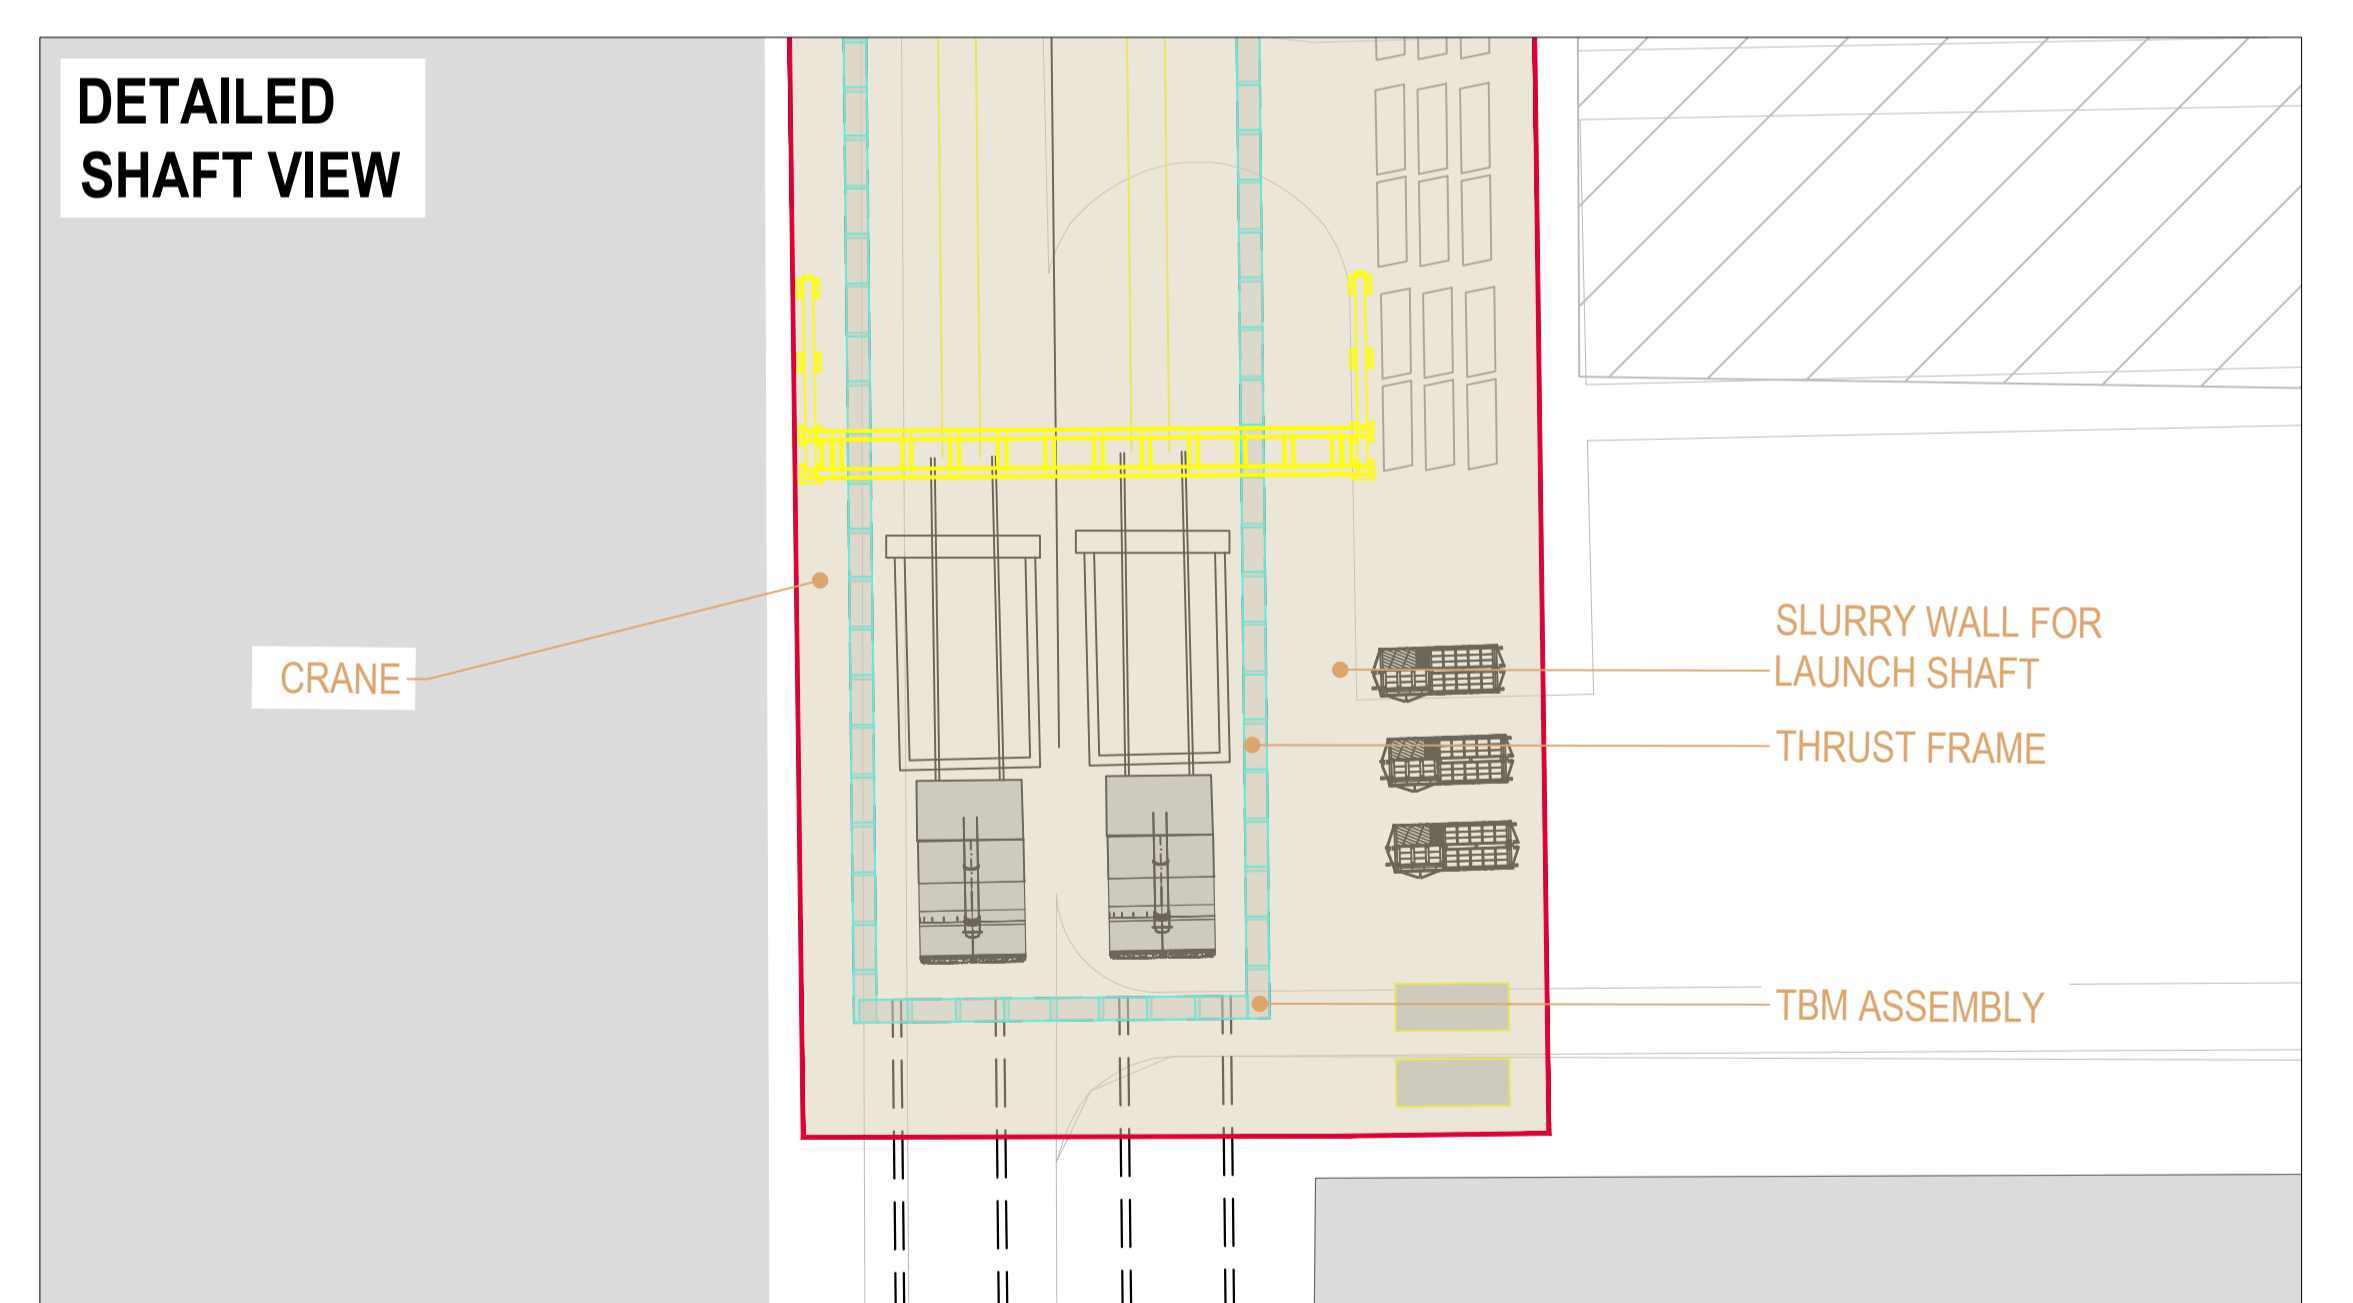 DETAILED
SHAFT VIEW
CRANE
SLURRY WALL FOR
LAUNCH SHAFT
THRUST FRAME
TBM ASSEMBLY